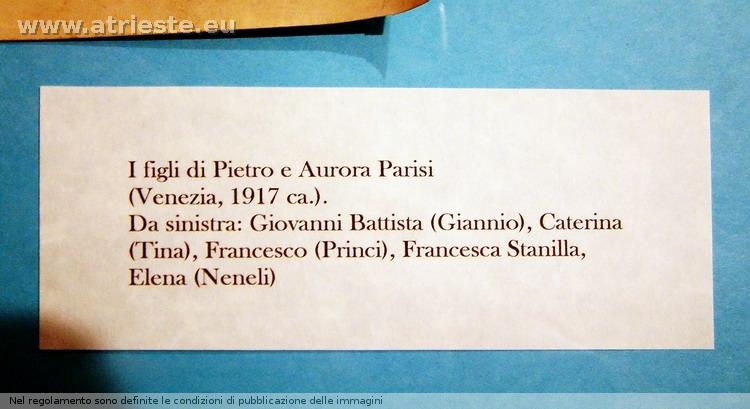 www.atrieste.eu
I figli di Pietro e Aurora Parisi
(Venezia, 1917 ca.).
Da sinistra: Giovanni Battista (Giannio), Caterina
(Tina), Francesco (Princi), Francesca Stanilla,
Elena (Neneli)
Nel regolamento sono definite le condizioni di pubblicazione delle immagini